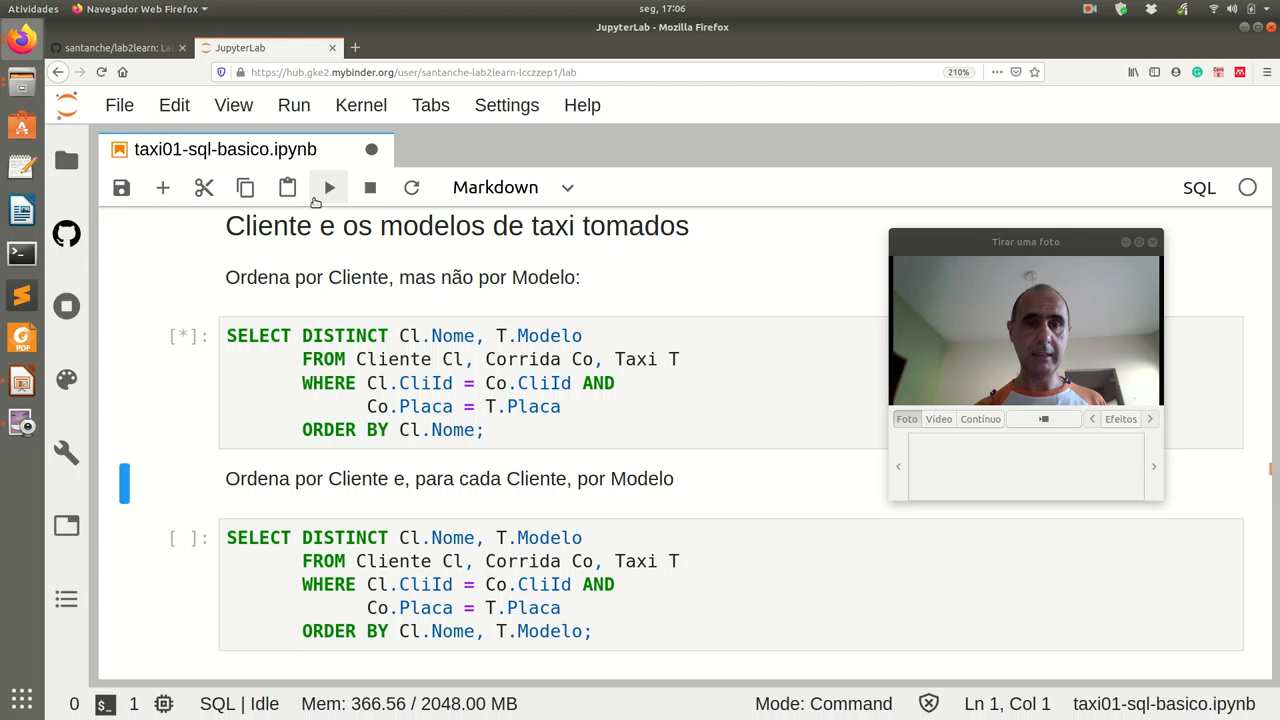 Atividades
Navegador Web Firefox
seg, 17:06
JupyterLab - Mozilla Firefox
santanche/lab2learn: La
JupyterLab
https://hub.gke2.mybinder.org/user/santanche-lab2learn-lcczzep1/lab
210%
File Edit View Run Kernel Tabs Settings Help
taxi01-sql-basico.ipynb
Markdown
SQL
Cliente e os modelos de taxi tomados
Ordena por Cliente, mas não por Modelo:
[*]:
SELECT DISTINCT Cl.Nome, T.Modelo
FROM Cliente Cl, Corrida Co, Taxi T
WHERE Cl.CliId = Co.CliId AND
Co.Placa = T.Placa
ORDER BY Cl.Nome;
Ordena por Cliente e, para cada Cliente, por Modelo
[ ]:
SELECT DISTINCT Cl.Nome, T.Modelo
FROM Cliente Cl, Corrida Co, Taxi T
WHERE Cl.CliId = Co.CliId AND
Co.Placa = T.Placa
ORDER BY Cl.Nome, T.Modelo;
Tirar uma foto
Foto Vídeo Contínuo Efeitos
0 $_ 1 SQL | Idle Mem: 366.56 / 2048.00 MB Mode: Command Ln 1, Col 1 taxi01-sql-basico.ipynb